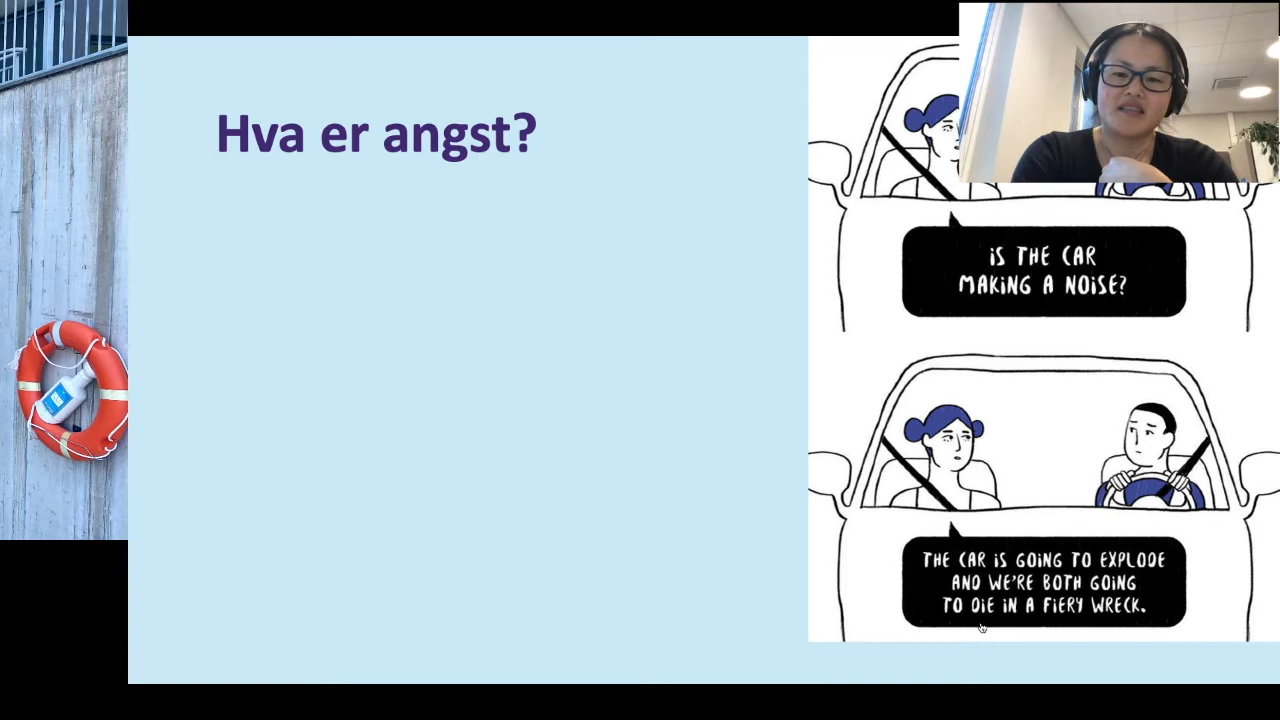 Hva er angst?
IS THE CAR
MAKING A NOISE?
THE CAR IS GOING TO EXPLODE
AND WE'RE BOTH GOING
TO DIE IN A FIERY WRECK.